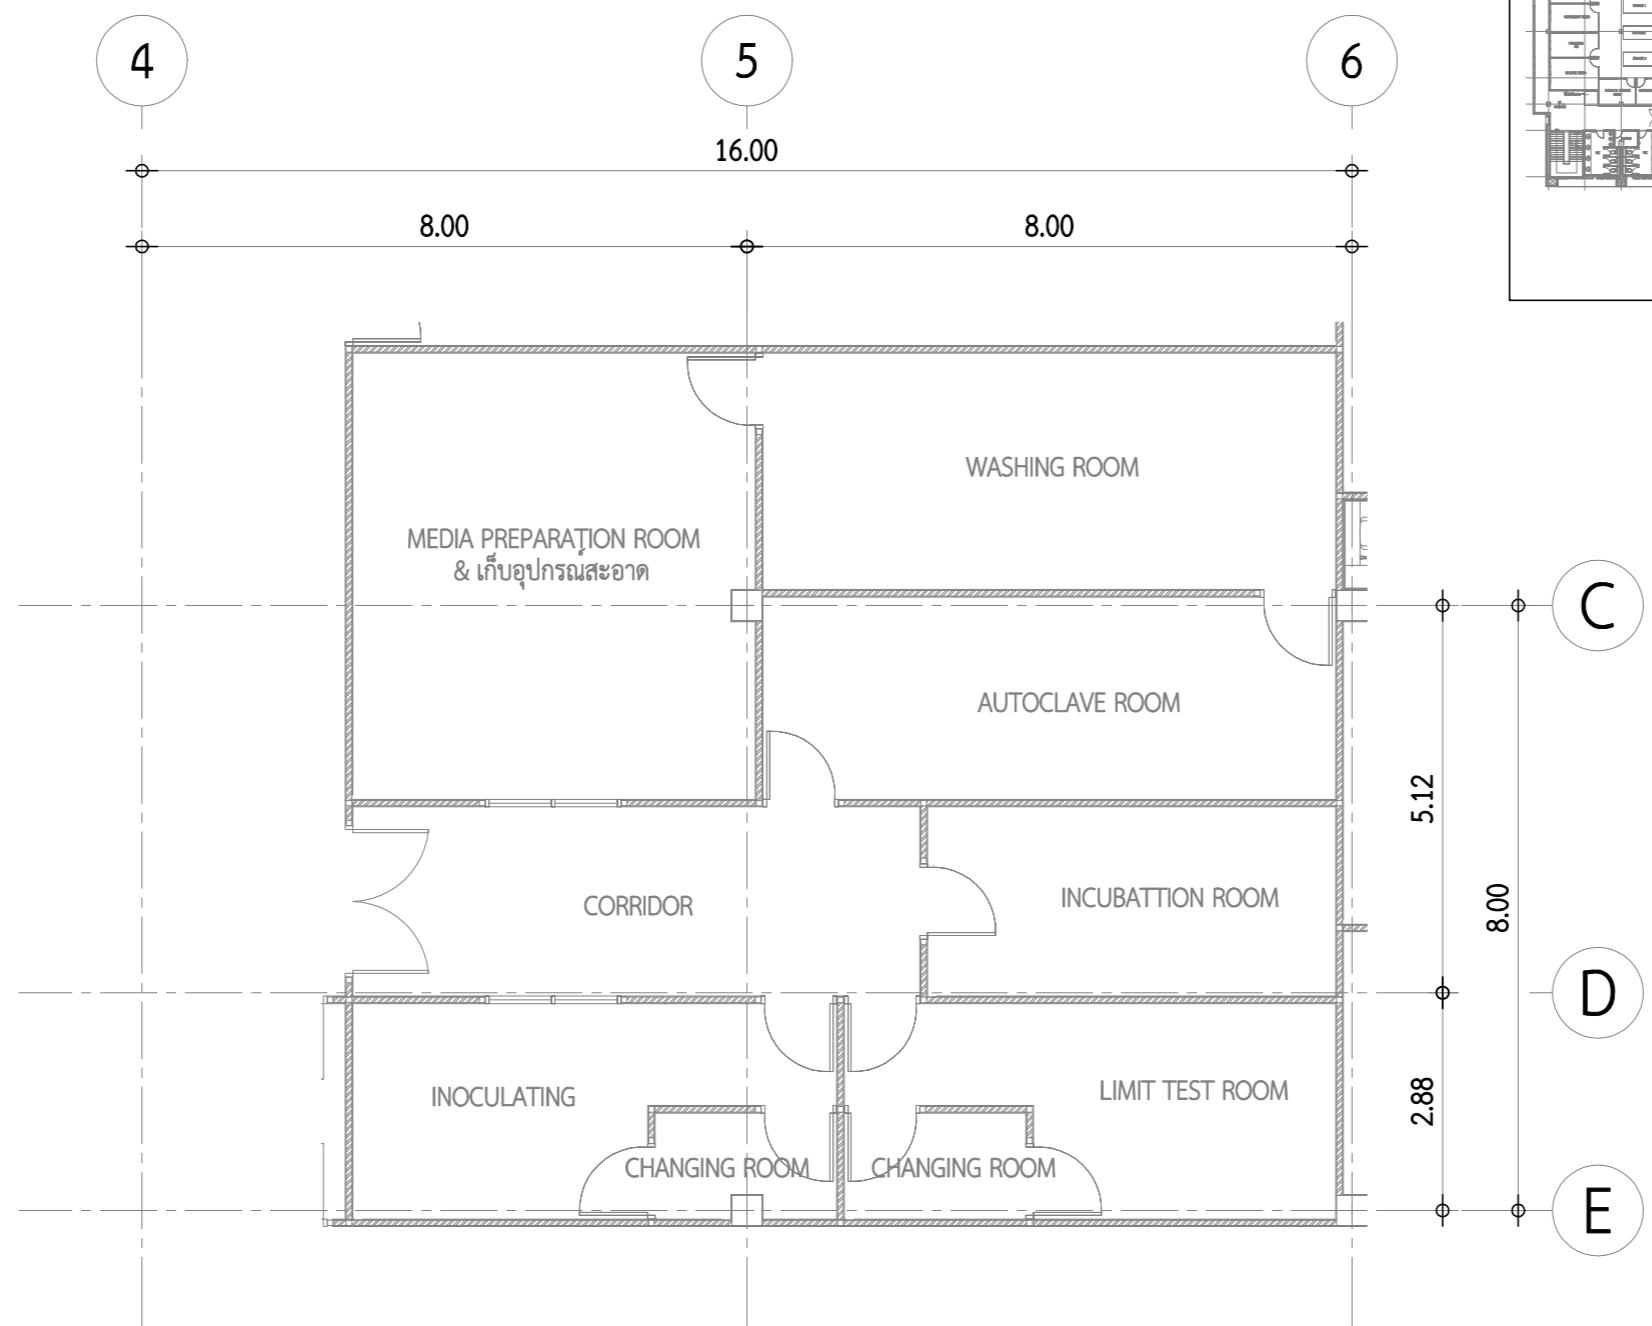 4
5
6
16.00
8.00
8.00
WASHING ROOM
MEDIA PREPARATION ROOM
& เก็บอุปกรณ์สะอาด
C
AUTOCLAVE ROOM
5.12
8.00
CORRIDOR
INCUBATTION ROOM
D
INOCULATING
LIMIT TEST ROOM
2.88
CHANGING ROOM
CHANGING ROOM
E